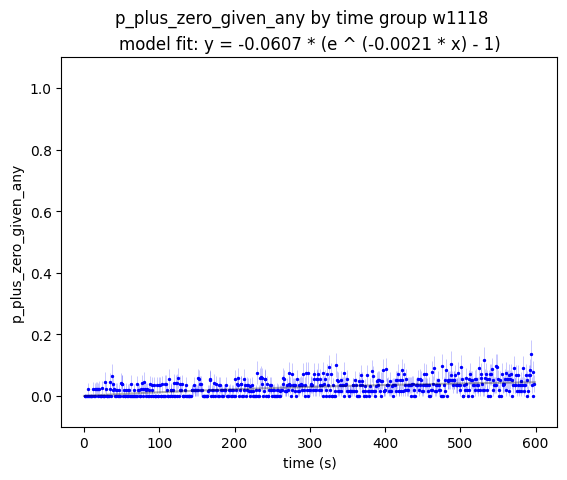 p_plus_zero_given_any by time group w1118
model fit: y = -0.0607 * (e ^ (-0.0021 * x) - 1)
1.0
0.8
0.6
0.4
0.2
0.0
p_plus_zero_given_any
0 100 200 300 400 500 600
time (s)